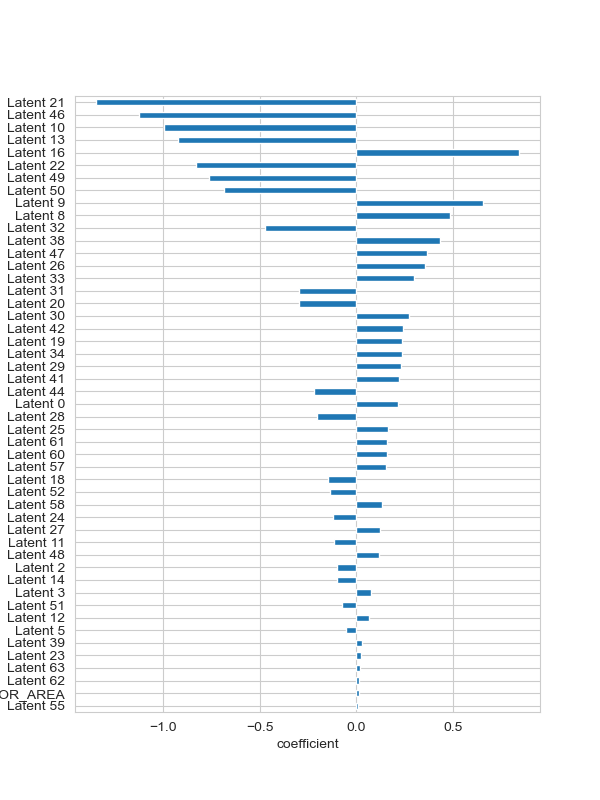 Latent 21
Latent 46
Latent 10
Latent 13
Latent 16
Latent 22
Latent 49
Latent 50
Latent 9
Latent 8
Latent 32
Latent 38
Latent 47
Latent 26
Latent 33
Latent 31
Latent 20
Latent 30
Latent 42
Latent 19
Latent 34
Latent 29
Latent 41
Latent 44
Latent 0
Latent 28
Latent 25
Latent 61
Latent 60
Latent 57
Latent 18
Latent 52
Latent 58
Latent 24
Latent 27
Latent 11
Latent 48
Latent 2
Latent 14
Latent 3
Latent 51
Latent 12
Latent 5
Latent 39
Latent 23
Latent 63
Latent 62
OR_AREA
Latent 55
−1.0 −0.5 0.0 0.5
coefficient